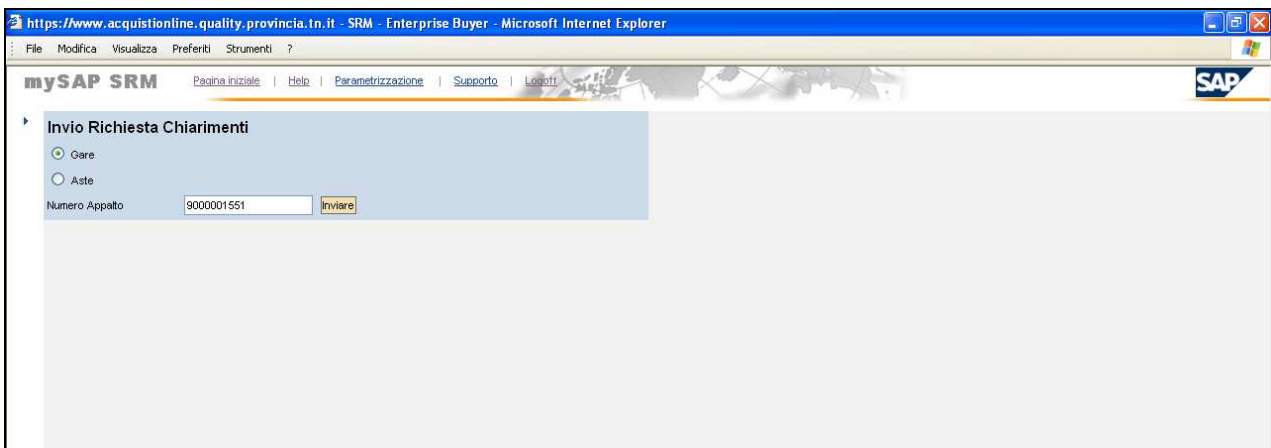 https://www.acquistionline.quality.provincia.tn.it - SRM - Enterprise Buyer - Microsoft Internet Explorer
File Modifica Visualizza Preferiti Strumenti ?
mySAP SRM Pagina iniziale | Help | Parametrizzazione | Supporto | Logoff
SAP
Invio Richiesta Chiarimenti
Gare
Aste
Numero Appalto 9000001551 Inviare